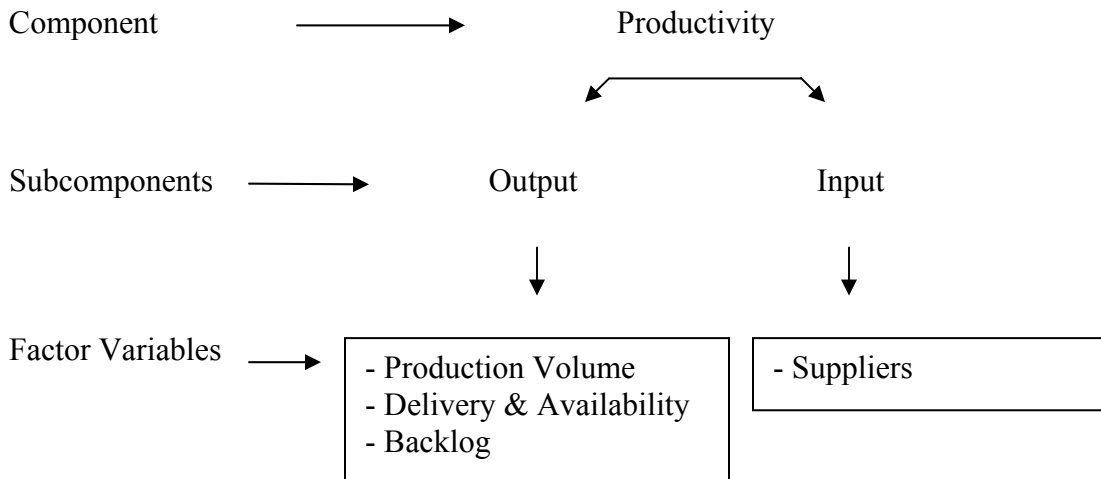 Component Productivity
Subcomponents Output Input
Factor Variables
- Production Volume
- Delivery & Availability
- Backlog
- Suppliers